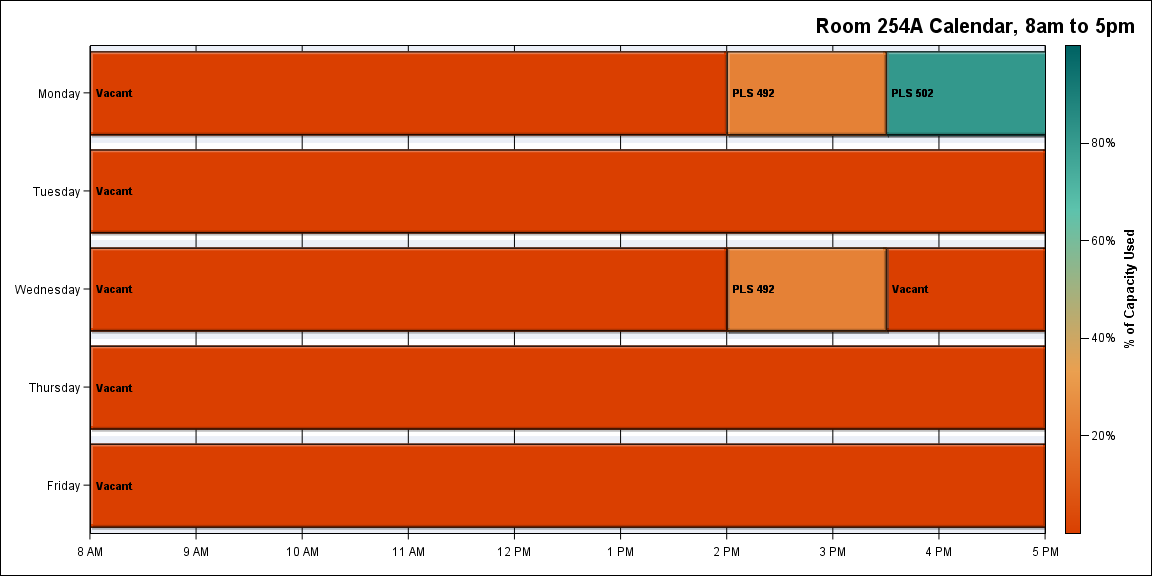 Room 254A Calendar, 8am to 5pm
Monday
Vacant
PLS 492
PLS 502
Tuesday
Vacant
Wednesday
Vacant
PLS 492
Vacant
Thursday
Vacant
Friday
Vacant
8 AM
9 AM
10 AM
11 AM
12 PM
1 PM
2 PM
3 PM
4 PM
5 PM
80%
60%
40%
20%
% of Capacity Used